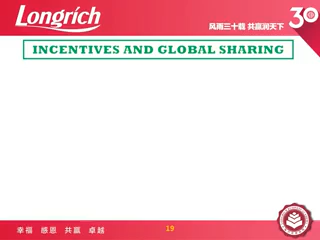 Longrich
风雨三十载 共赢润天下
30
INCENTIVES AND GLOBAL SHARING
幸福 感恩 共赢 卓越
19